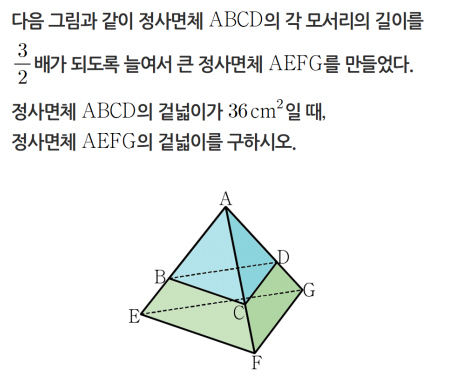 다음 그림과 같이 정사면체 ABCD의 각 모서리의 길이를
3/2 배가 되도록 늘여서 큰 정사면체 AEFG를 만들었다.
정사면체 ABCD의 겉넓이가 36cm²일 때,
정사면체 AEFG의 겉넓이를 구하시오.
A
D
B
G
C
E
F